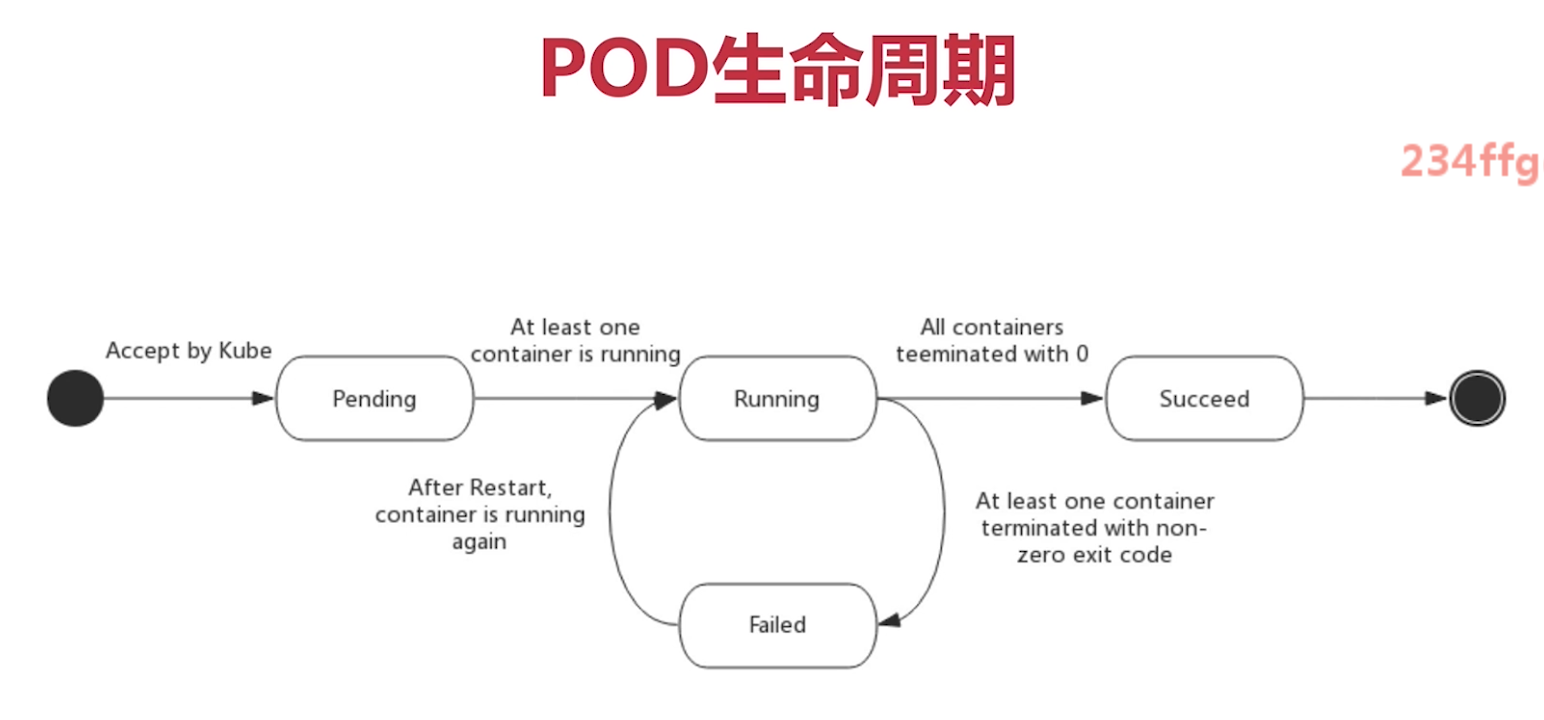 POD生命周期
234ffg
Accept by Kube
At least one
container is running
All containers
teeminated with 0
Pending
Running
Succeed
After Restart,
container is running
again
At least one container
terminated with non-
zero exit code
Failed